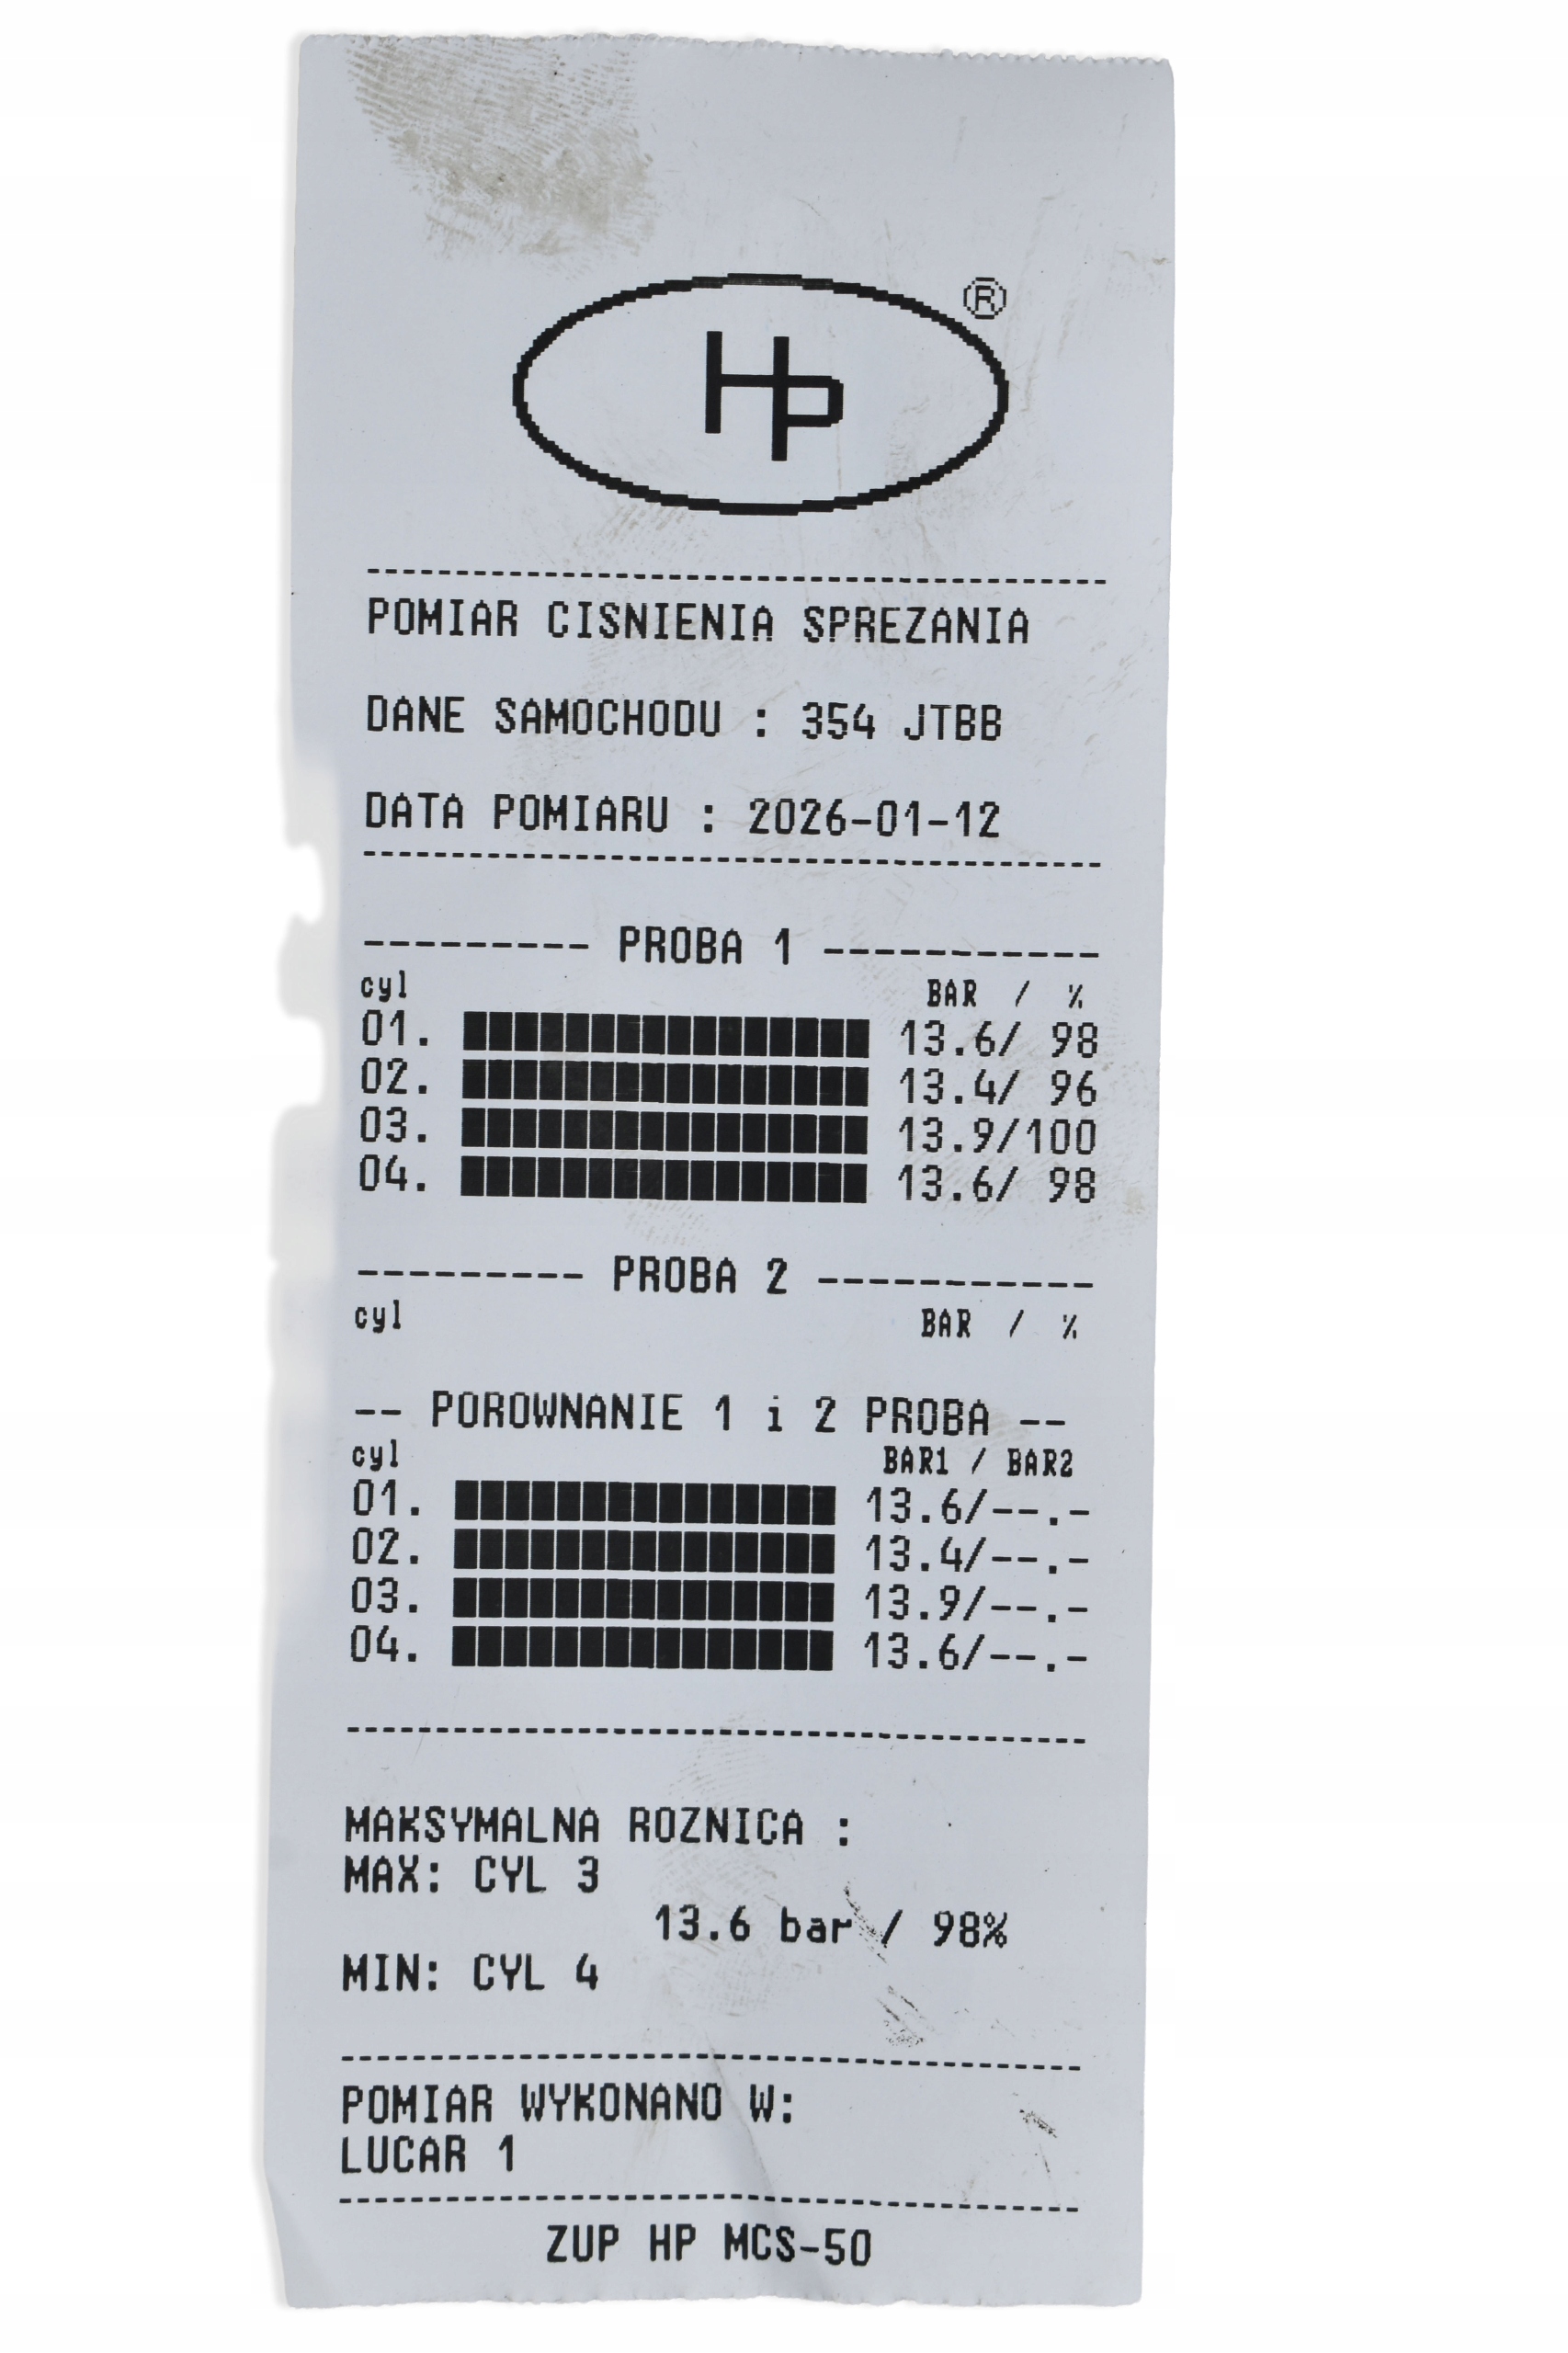 Hp ®
POMIAR CISNIENIA SPREZANIA
DANE SAMOCHODU : 354 JTBB
DATA POMIARU : 2026-01-12
--------- PROBA 1 -----------
cyl BAR / %
01. 13.6/ 98
02. 13.4/ 96
03. 13.9/100
04. 13.6/ 98
--------- PROBA 2 -----------
cyl BAR / %
-- POROWNANIE 1 i 2 PROBA --
cyl BAR1 / BAR2
01. 13.6/--.-
02. 13.4/--.-
03. 13.9/--.-
04. 13.6/--.-
MAKSYMALNA ROZNICA :
MAX: CYL 3
13.6 bar / 98%
MIN: CYL 4
POMIAR WYKONANO W:
LUCAR 1
ZUP HP MCS-50